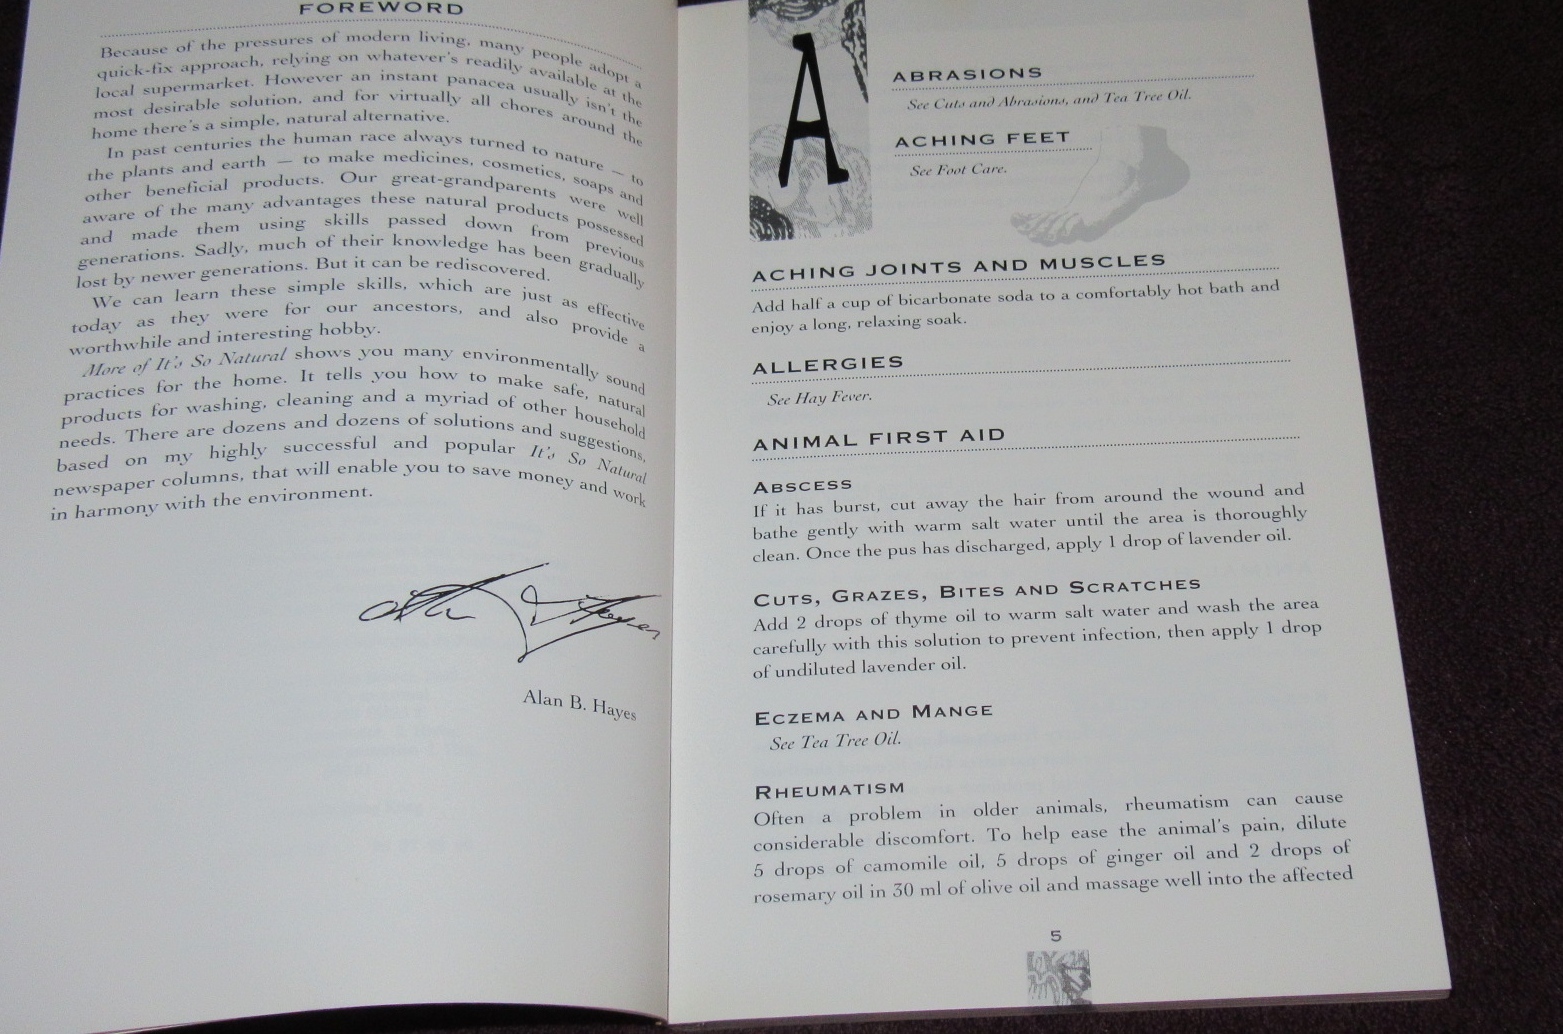 FOREWORD
Because of the pressures of modern living, many people adopt a
quick-fix approach, relying on whatever's readily available at the
local supermarket. However an instant panacea usually isn't the
most desirable solution, and for virtually all chores around the
home there's a simple, natural alternative.
In past centuries the human race always turned to nature — to
the plants and earth — to make medicines, cosmetics, soaps and
other beneficial products. Our great-grandparents were well
aware of the many advantages these natural products possessed
and made them using skills passed down from previous
generations. Sadly, much of their knowledge has been gradually
lost by newer generations. But it can be rediscovered.
We can learn these simple skills, which are just as effective
today as they were for our ancestors, and also provide a
worthwhile and interesting hobby.
More of It's So Natural shows you many environmentally sound
practices for the home. It tells you how to make safe, natural
products for washing, cleaning and a myriad of other household
needs. There are dozens and dozens of solutions and suggestions,
based on my highly successful and popular It's So Natural
newspaper columns, that will enable you to save money and work
in harmony with the environment.
Alan B. Hayes
A
ABRASIONS
See Cuts and Abrasions, and Tea Tree Oil.
ACHING FEET
See Foot Care.
ACHING JOINTS AND MUSCLES
Add half a cup of bicarbonate soda to a comfortably hot bath and
enjoy a long, relaxing soak.
ALLERGIES
See Hay Fever.
ANIMAL FIRST AID
ABSCESS
If it has burst, cut away the hair from around the wound and
bathe gently with warm salt water until the area is thoroughly
clean. Once the pus has discharged, apply 1 drop of lavender oil.
CUTS, GRAZES, BITES AND SCRATCHES
Add 2 drops of thyme oil to warm salt water and wash the area
carefully with this solution to prevent infection, then apply 1 drop
of undiluted lavender oil.
ECZEMA AND MANGE
See Tea Tree Oil.
RHEUMATISM
Often a problem in older animals, rheumatism can cause
considerable discomfort. To help ease the animal's pain, dilute
5 drops of camomile oil, 5 drops of ginger oil and 2 drops of
rosemary oil in 30 ml of olive oil and massage well into the affected
5